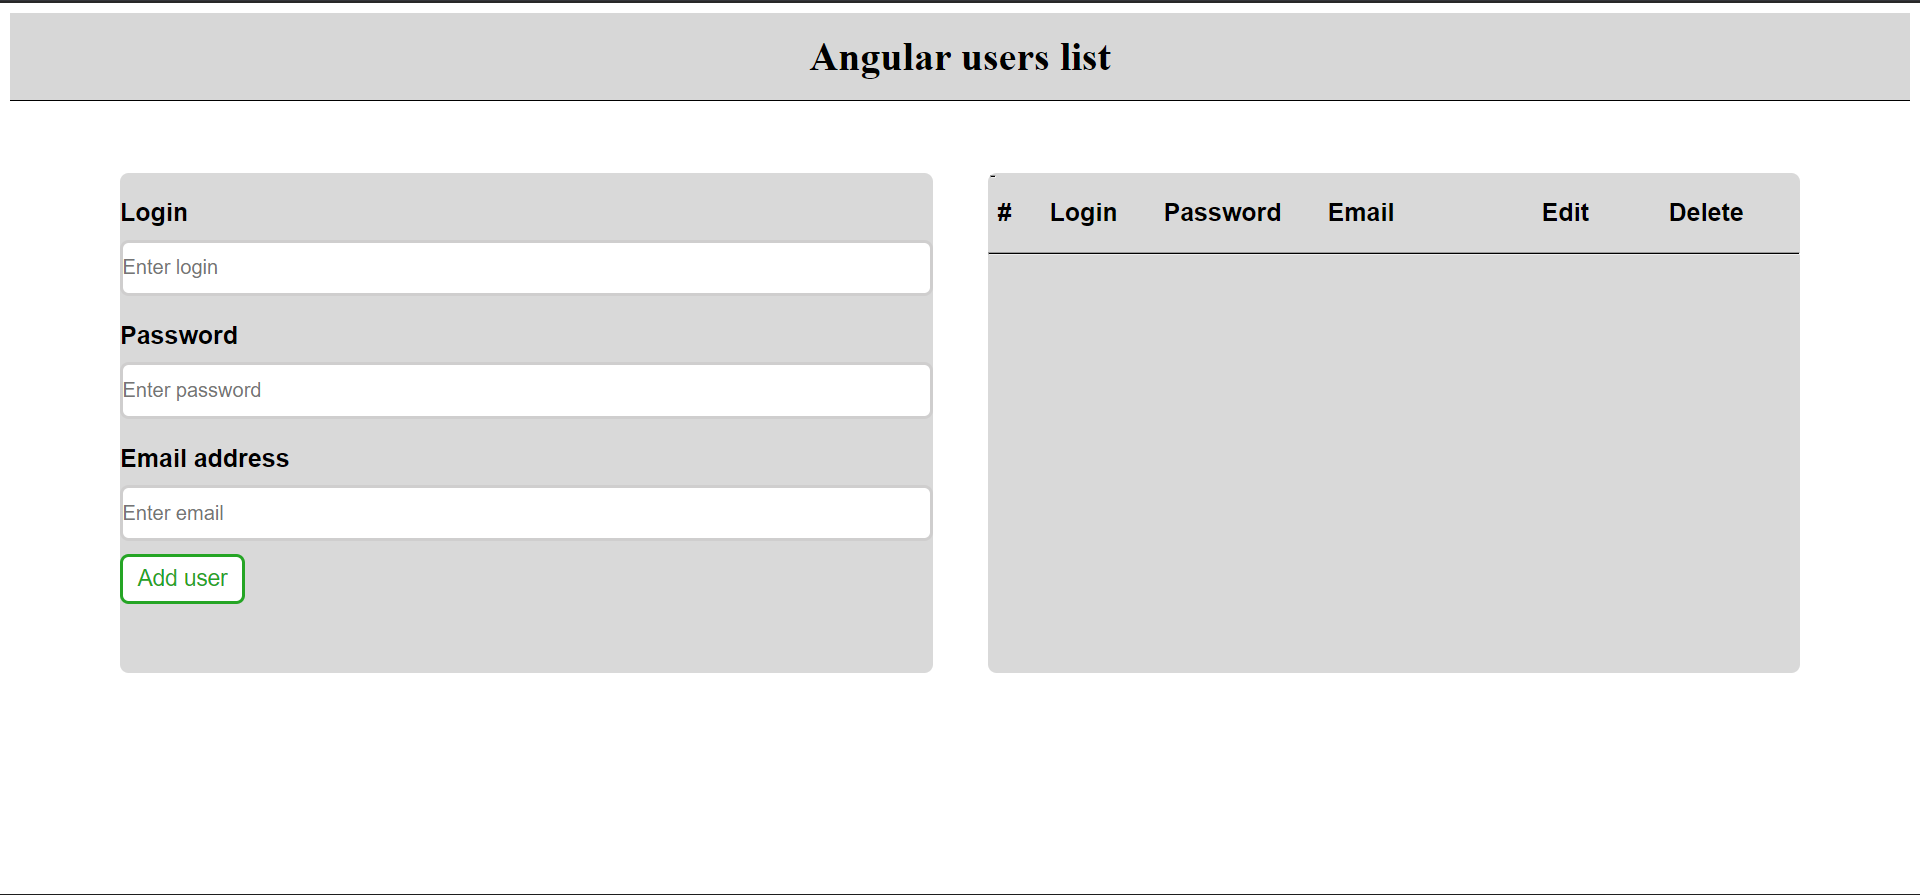 Angular users list
Login
Enter login
Password
Enter password
Email address
Enter email
Add user
# Login Password Email Edit Delete